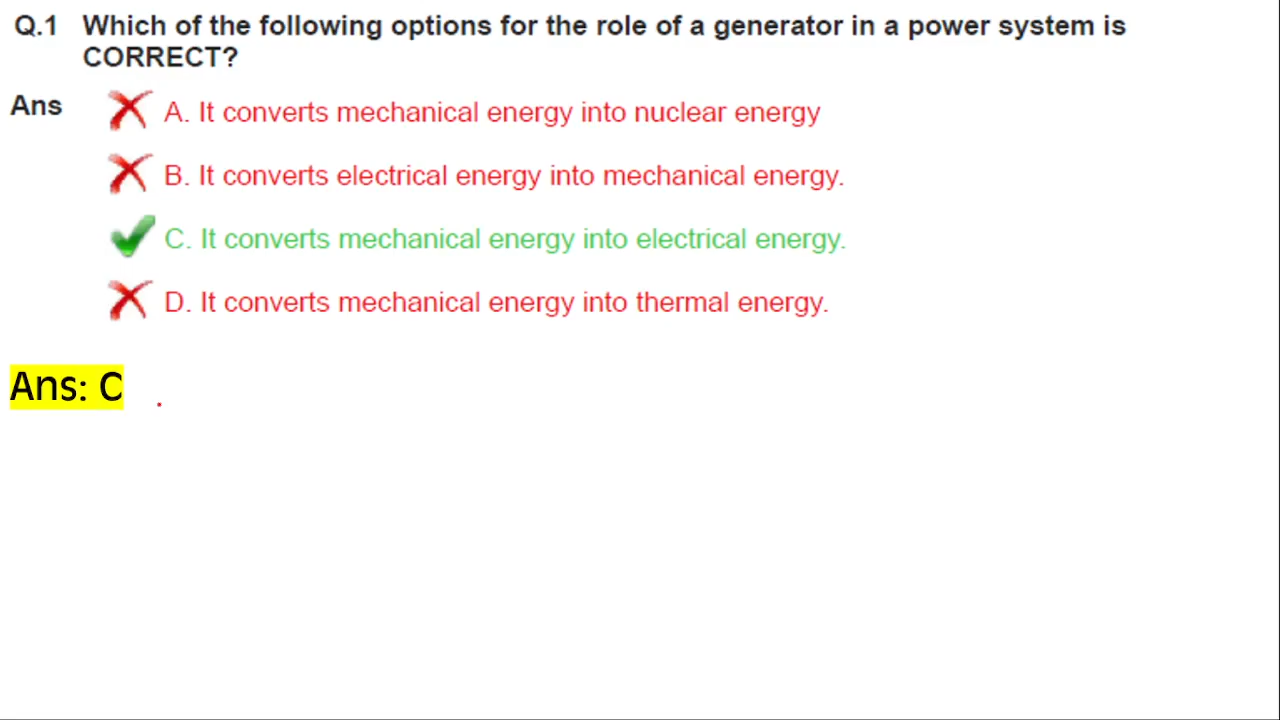 Q.1 Which of the following options for the role of a generator in a power system is
CORRECT?
Ans A. It converts mechanical energy into nuclear energy
B. It converts electrical energy into mechanical energy.
C. It converts mechanical energy into electrical energy.
D. It converts mechanical energy into thermal energy.
Ans: C